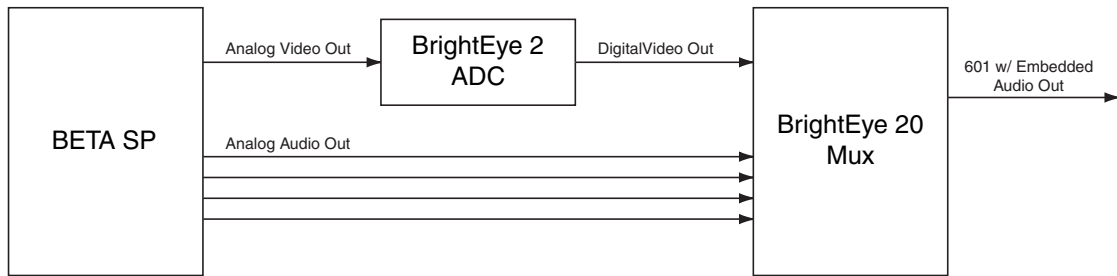 BETA SP
Analog Video Out
BrightEye 2
ADC
DigitalVideo Out
Analog Audio Out
BrightEye 20
Mux
601 w/ Embedded
Audio Out